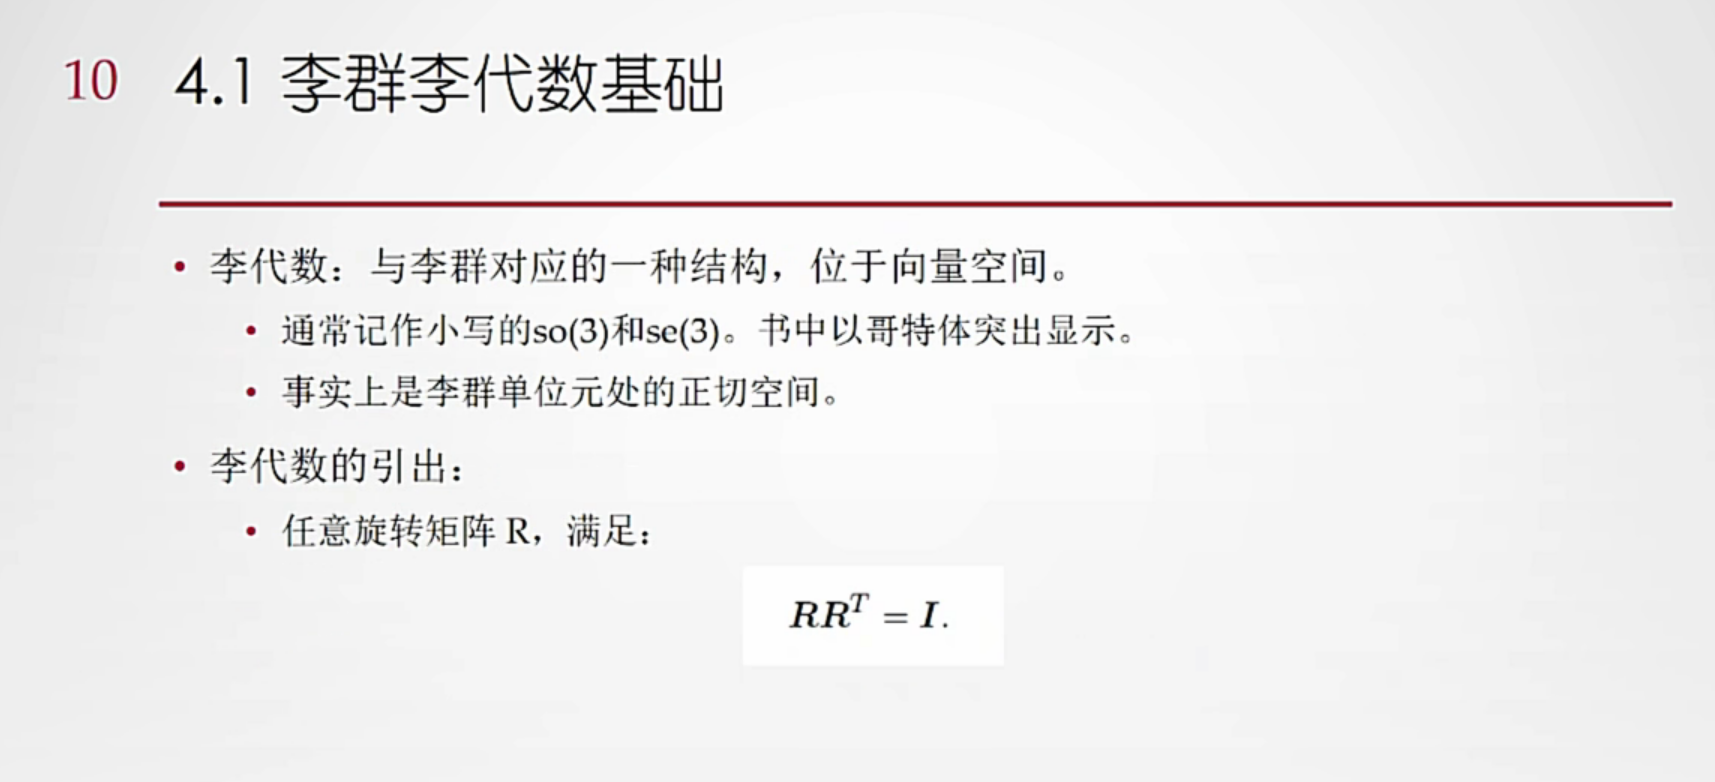 10 4.1 李群李代数基础
• 李代数：与李群对应的一种结构，位于向量空间。
• 通常记作小写的so(3)和se(3)。书中以哥特体突出显示。
• 事实上是李群单位元处的正切空间。
• 李代数的引出：
• 任意旋转矩阵 R，满足：
RRᵀ = I.